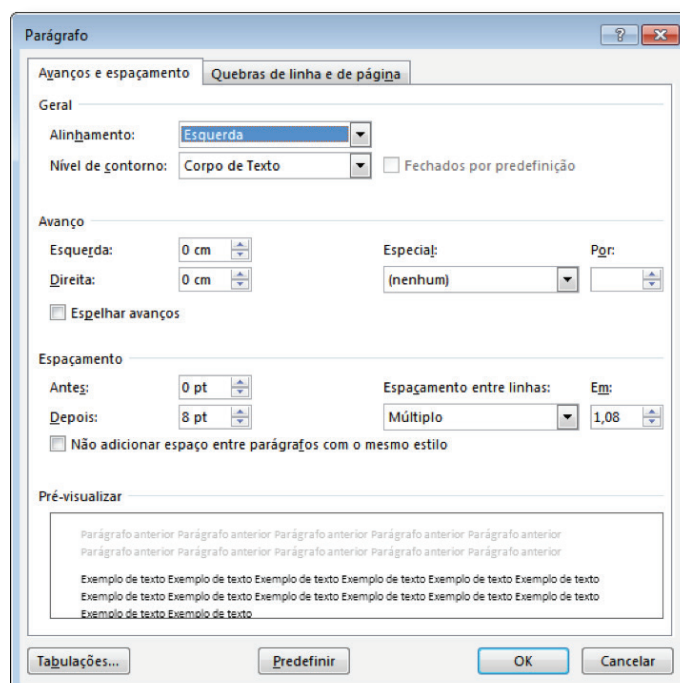 Parágrafo
Avanços e espaçamento Quebras de linha e de página
Geral
Alinhamento: Esquerda
Nível de contorno: Corpo de Texto Fechados por predefinição
Avanço
Esquerda: 0 cm Especial: Por:
Direita: 0 cm (nenhum)
Espelhar avanços
Espaçamento
Antes: 0 pt Espaçamento entre linhas: Em:
Depois: 8 pt Múltiplo 1,08
Não adicionar espaço entre parágrafos com o mesmo estilo
Pré-visualizar
Parágrafo anterior Parágrafo anterior Parágrafo anterior Parágrafo anterior Parágrafo anterior
Parágrafo anterior Parágrafo anterior Parágrafo anterior Parágrafo anterior Parágrafo anterior
Exemplo de texto Exemplo de texto Exemplo de texto Exemplo de texto Exemplo de texto Exemplo de texto
Exemplo de texto Exemplo de texto Exemplo de texto Exemplo de texto Exemplo de texto Exemplo de texto
Exemplo de texto Exemplo de texto
Tabulações... Predefinir OK Cancelar